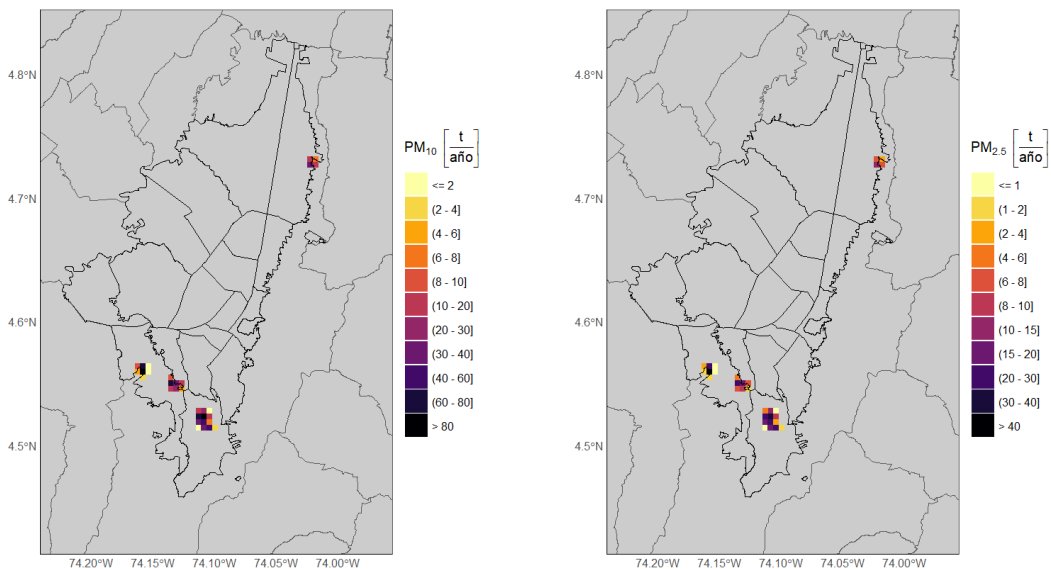 PM10 [t/año]
<= 2
(2 - 4]
(4 - 6]
(6 - 8]
(8 - 10]
(10 - 20]
(20 - 30]
(30 - 40]
(40 - 60]
(60 - 80]
> 80
4.8°N
4.7°N
4.6°N
4.5°N
74.20°W 74.15°W 74.10°W 74.05°W 74.00°W
PM2.5 [t/año]
<= 1
(1 - 2]
(2 - 4]
(4 - 6]
(6 - 8]
(8 - 10]
(10 - 15]
(15 - 20]
(20 - 30]
(30 - 40]
> 40
4.8°N
4.7°N
4.6°N
4.5°N
74.20°W 74.15°W 74.10°W 74.05°W 74.00°W